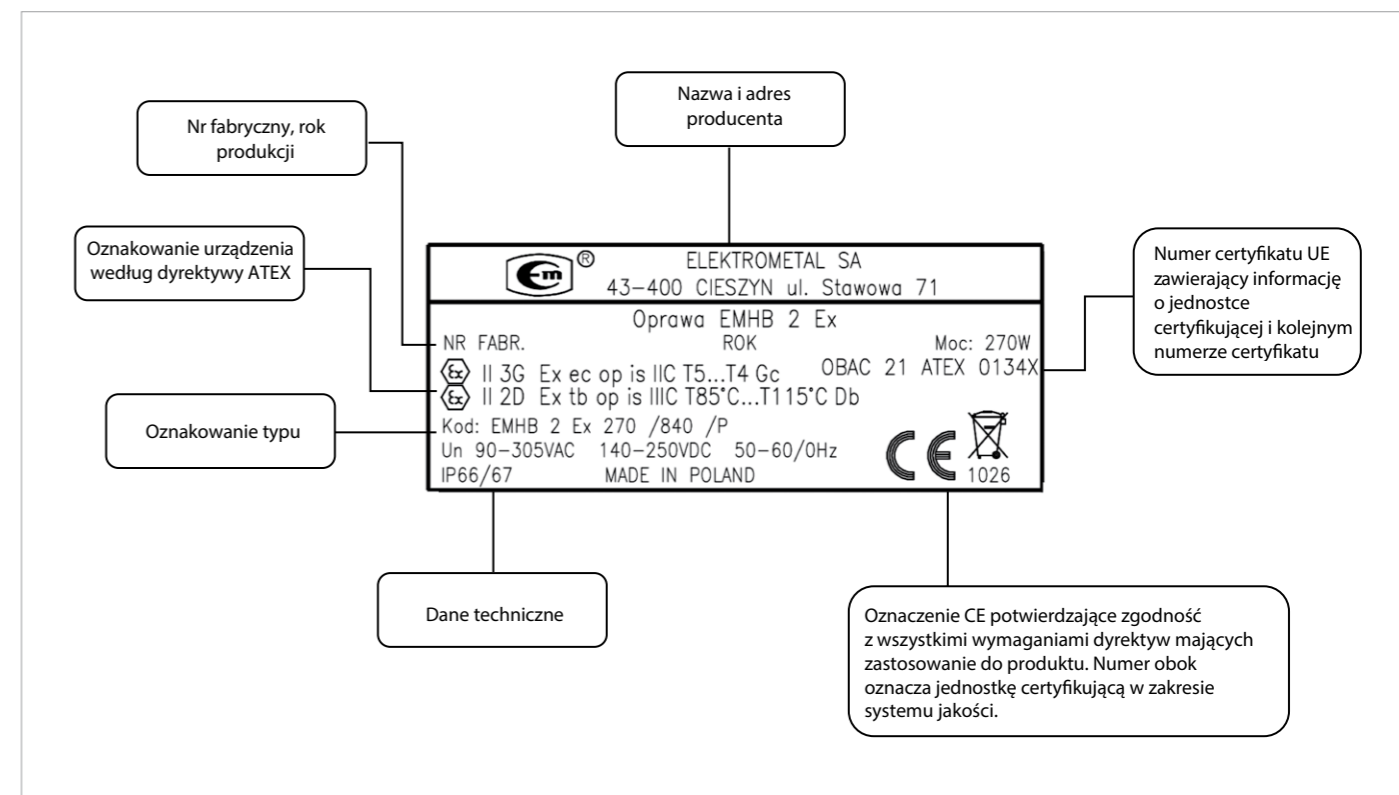 Nazwa i adres
producenta
Nr fabryczny, rok
produkcji
Oznakowanie urządzenia
według dyrektywy ATEX
Numer certyfikatu UE
zawierający informację
o jednostce
certyfikującej i kolejnym
numerze certyfikatu
Em ®
ELEKTROMETAL SA
43-400 CIESZYN ul. Stawowa 71
Oprawa EMHB 2 Ex
NR FABR. ROK Moc: 270W
OBAC 21 ATEX 0134X
Ex II 3G Ex ec op is IIC T5...T4 Gc
Ex II 2D Ex tb op is IIIC T85°C...T115°C Db
Kod: EMHB 2 Ex 270 /840 /P
Un 90-305VAC 140-250VDC 50-60/0Hz
IP66/67 MADE IN POLAND
CE 1026
Oznakowanie typu
Dane techniczne
Oznaczenie CE potwierdzające zgodność
z wszystkimi wymaganiami dyrektyw mających
zastosowanie do produktu. Numer obok
oznacza jednostkę certyfikującą w zakresie
systemu jakości.